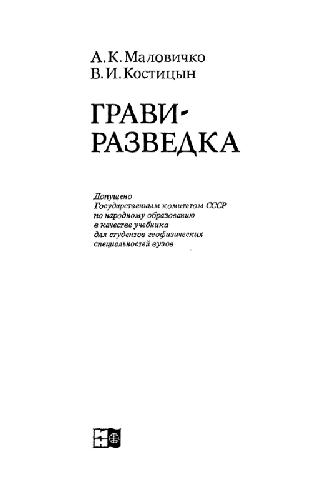 А. К. Маловичко
В. И. Костицын
ГРАВИ-
РАЗВЕДКА
Допущено
Государственным комитетом СССР
по народному образованию
в качестве учебника
для студентов геофизических
специальностей вузов